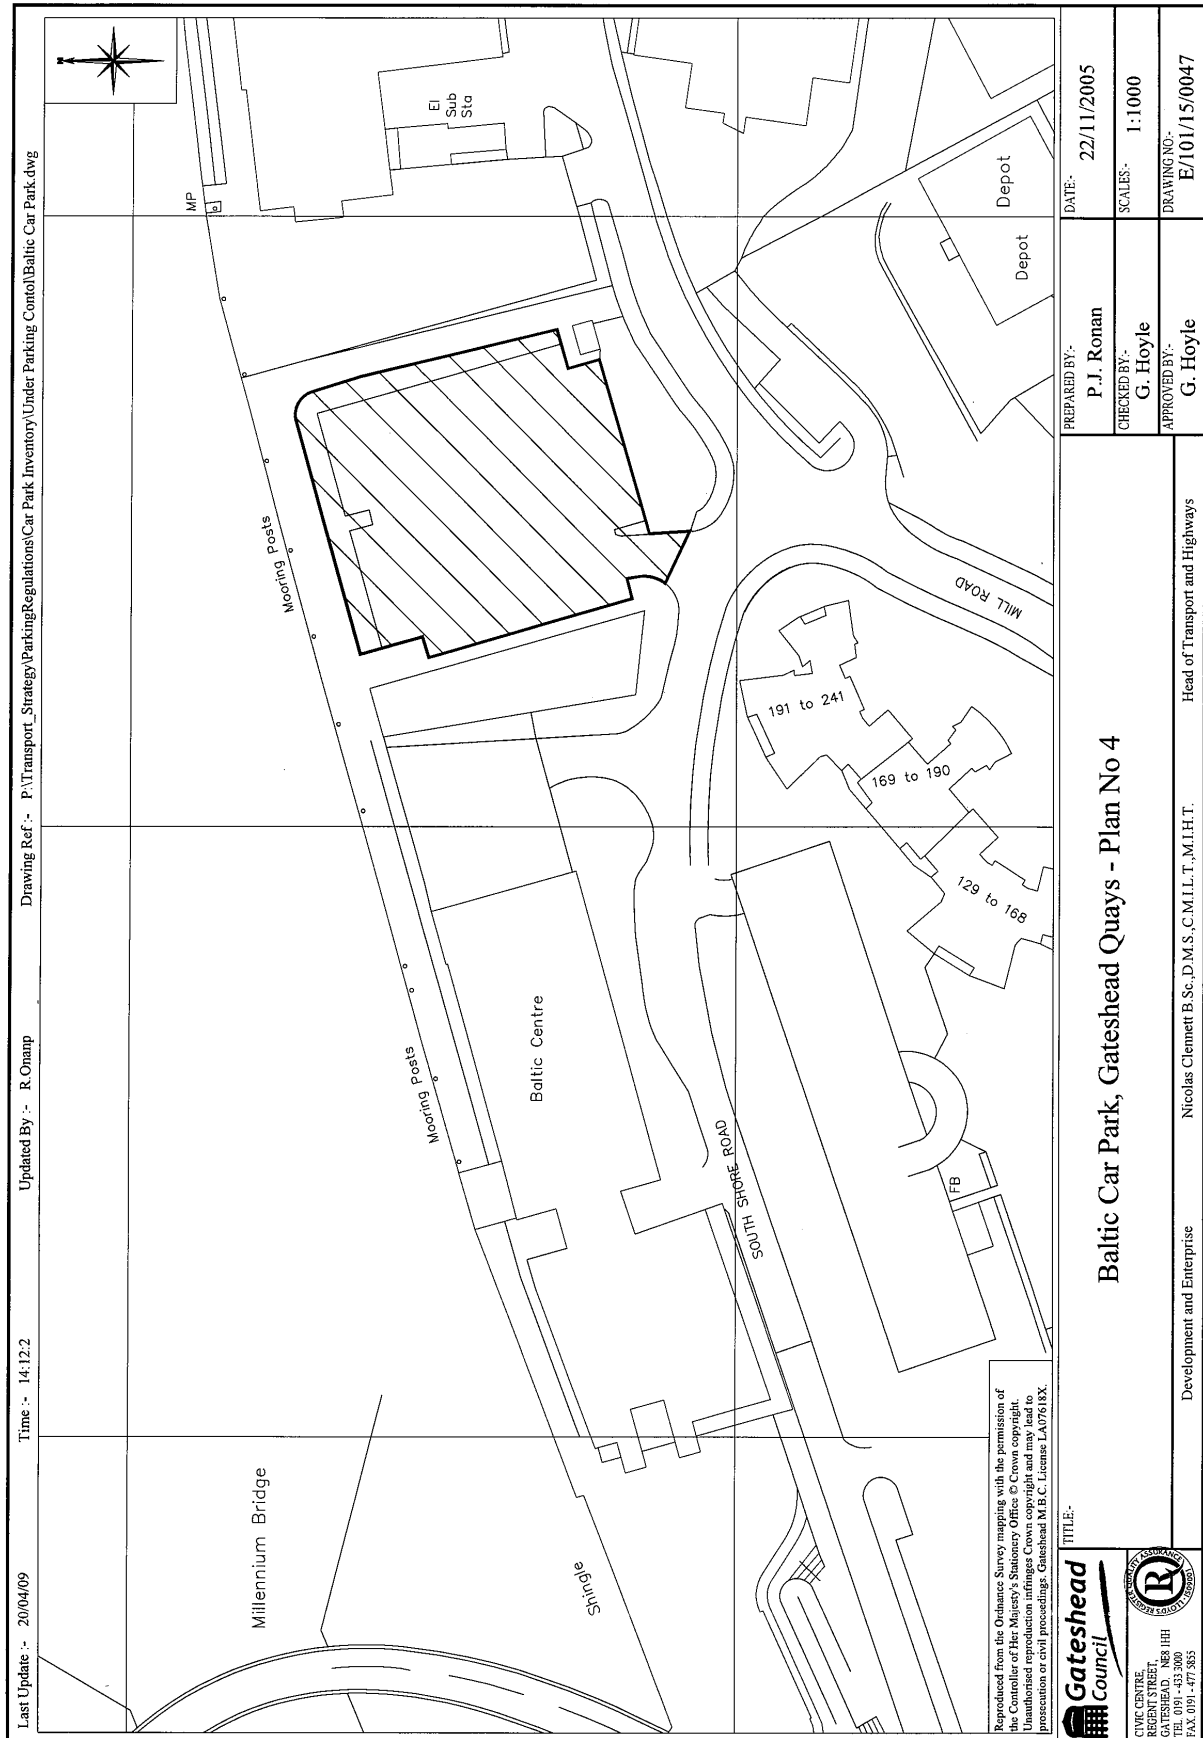 Last Update :- 20/04/09 Time :- 14:12:2 Updated By :- R.Onanp Drawing Ref :- P:\Transport_Strategy\ParkingRegulations\Car Park Inventory\Under Parking Contol\Baltic Car Park.dwg
N
MP
El
Sub
Sta
Millennium Bridge
Mooring Posts
Mooring Posts
Shingle
Baltic Centre
SOUTH SHORE ROAD
MILL ROAD
191 to 241
169 to 190
129 to 168
FB
Depot
Depot
Reproduced from the Ordnance Survey mapping with the permission of
the Controller of Her Majesty's Stationery Office © Crown copyright.
Unauthorised reproduction infringes Crown copyright and may lead to
prosecution or civil proceedings. Gateshead M.B.C. License LA07618X.
Gateshead
Council
CIVIC CENTRE,
REGENT STREET,
GATESHEAD, NE8 1HH
TEL. 0191 - 433 3000
FAX. 0191 - 477 5855
TITLE:-
Baltic Car Park, Gateshead Quays - Plan No 4
Development and Enterprise Nicolas Clennett B.Sc.,D.M.S.,C.M.I.L.T.,M.I.H.T. Head of Transport and Highways
PREPARED BY:-
P.J. Ronan
DATE:-
22/11/2005
CHECKED BY:-
G. Hoyle
SCALES:-
1:1000
APPROVED BY:-
G. Hoyle
DRAWING NO:-
E/101/15/0047